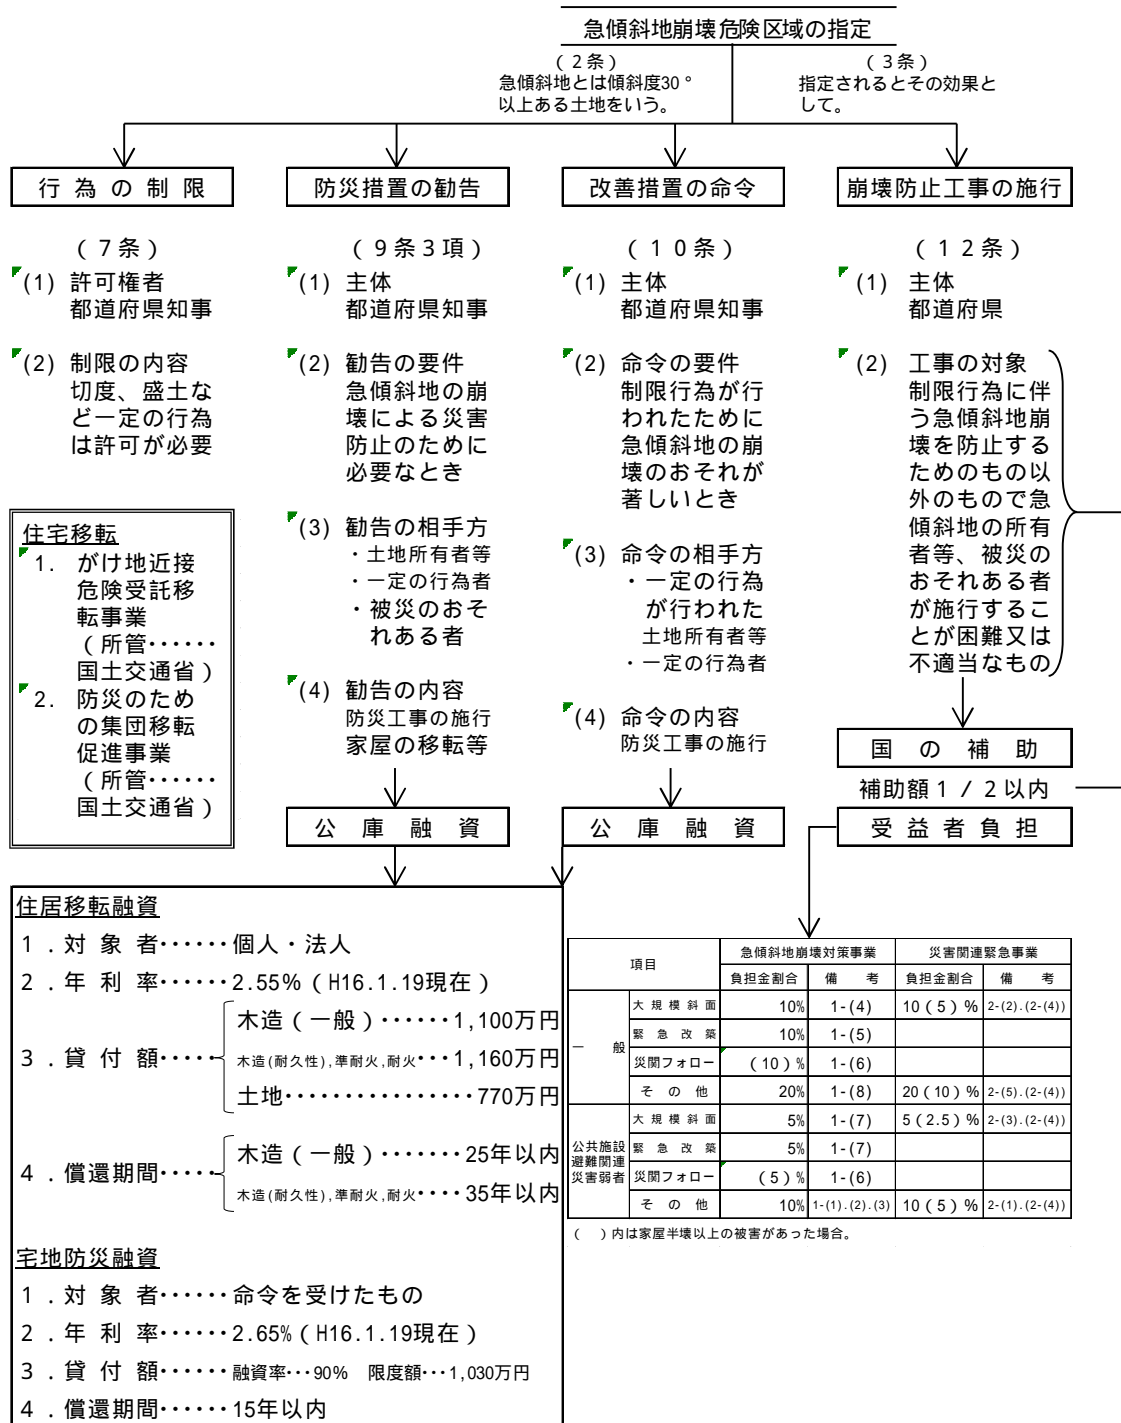 急傾斜地崩壊危険区域の指定
(2条)
急傾斜地とは傾斜度30°
以上ある土地をいう。
(3条)
指定されるとその効果と
して。
行為の制限
(7条)
(1) 許可権者
都道府県知事
(2) 制限の内容
切度、盛土な
ど一定の行為
は許可が必要
住宅移転
1. がけ地近接
危険受託移
転事業
(所管‥‥‥
国土交通省)
2. 防災のため
の集団移転
促進事業
(所管‥‥‥
国土交通省)
防災措置の勧告
(9条3項)
(1) 主体
都道府県知事
(2) 勧告の要件
急傾斜地の崩
壊による災害
防止のために
必要なとき
(3) 勧告の相手方
・土地所有者等
・一定の行為者
・被災のおそ
れある者
(4) 勧告の内容
防災工事の施行
家屋の移転等
公庫融資
改善措置の命令
(10条)
(1) 主体
都道府県知事
(2) 命令の要件
制限行為が行
われたために
急傾斜地の崩
壊のおそれが
著しいとき
(3) 命令の相手方
・一定の行為
が行われた
土地所有者等
・一定の行為者
(4) 命令の内容
防災工事の施行
公庫融資
崩壊防止工事の施行
(12条)
(1) 主体
都道府県
(2) 工事の対象
制限行為に伴
う急傾斜地崩
壊を防止する
ためのもの以
外のもので急
傾斜地の所有
者等、被災の
おそれある者
が施行するこ
とが困難又は
不適当なもの
国の補助
補助額1/2以内
受益者負担
住居移転融資
1.対象者‥‥‥個人・法人
2.年利率‥‥‥2.55%(H16.1.19現在)
3.貸付額‥‥‥
木造(一般)‥‥‥1,100万円
木造(耐久性),準耐火,耐火‥‥1,160万円
土地‥‥‥‥‥‥‥‥770万円
4.償還期間‥‥‥
木造(一般)‥‥‥‥25年以内
木造(耐久性),準耐火,耐火‥‥35年以内
宅地防災融資
1.対象者‥‥‥命令を受けたもの
2.年利率‥‥‥2.65%(H16.1.19現在)
3.貸付額‥‥‥融資率‥‥90% 限度額‥‥1,030万円
4.償還期間‥‥‥15年以内
項目 急傾斜地崩壊対策事業 災害関連緊急事業
負担金割合 備考 負担金割合 備考
一般
大規模斜面 10% 1-(4) 10(5)% 2-(2).(2-(4))
緊急改築 10% 1-(5)
災関フォロー (10)% 1-(6)
その他 20% 1-(8) 20(10)% 2-(5).(2-(4))
公共施設
避難関連
災害弱者
大規模斜面 5% 1-(7) 5(2.5)% 2-(3).(2-(4))
緊急改築 5% 1-(7)
災関フォロー (5)% 1-(6)
その他 10% 1-(1).(2).(3) 10(5)% 2-(1).(2-(4))
( )内は家屋半壊以上の被害があった場合。